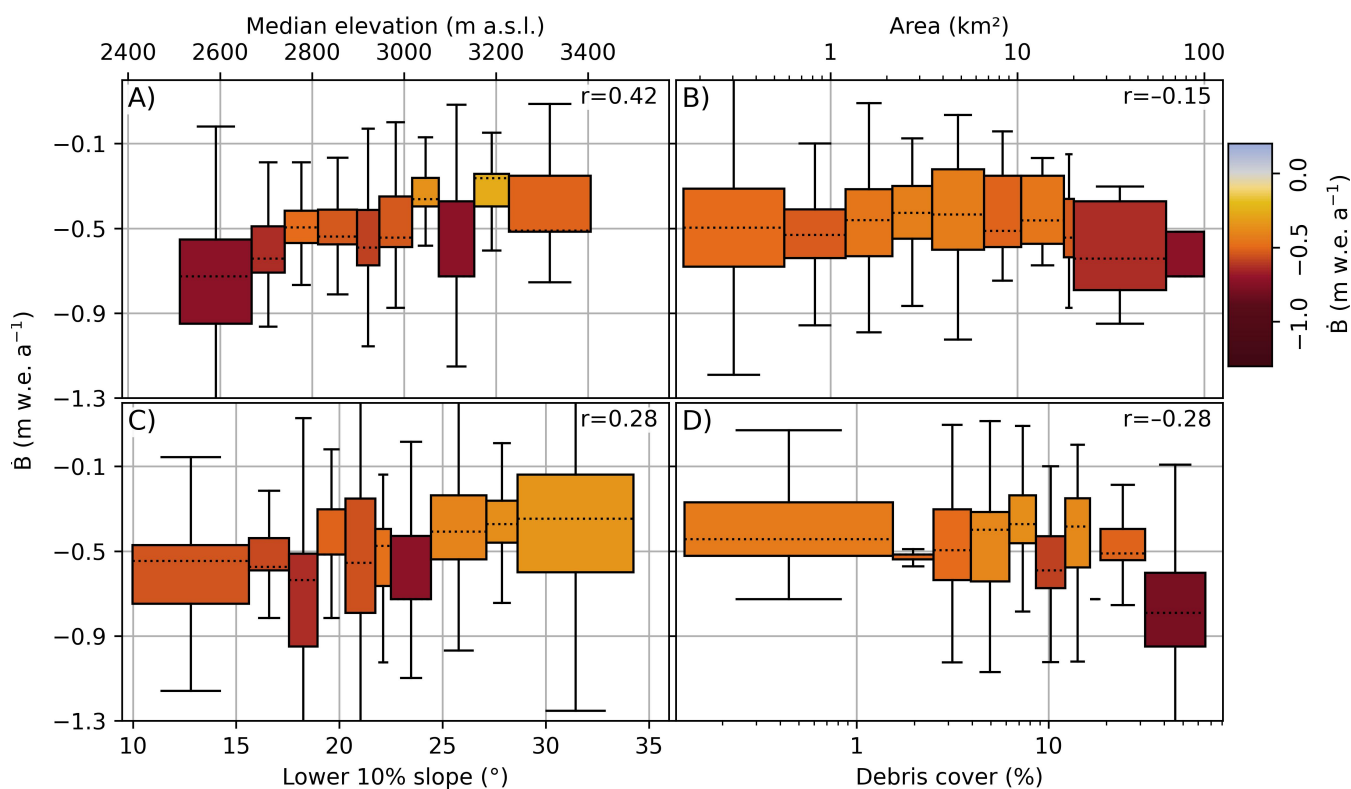 Median elevation (m a.s.l.)
Area (km²)
2400 2600 2800 3000 3200 3400
1 10 100
A)
r=0.42
B)
r=–0.15
−0.1
−0.5
−0.9
−1.3
Ḃ (m w.e. a⁻¹)
0.0
−0.5
−1.0
Ḃ (m w.e. a⁻¹)
C)
r=0.28
D)
r=–0.28
−0.1
−0.5
−0.9
−1.3
10 15 20 25 30 35
1 10
Lower 10% slope (°)
Debris cover (%)